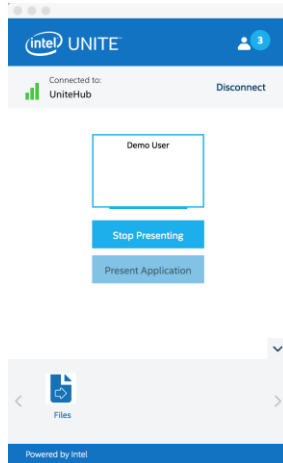 intel UNITE
3
Connected to:
UniteHub
Disconnect
Demo User
Stop Presenting
Present Application
Files
Powered by Intel